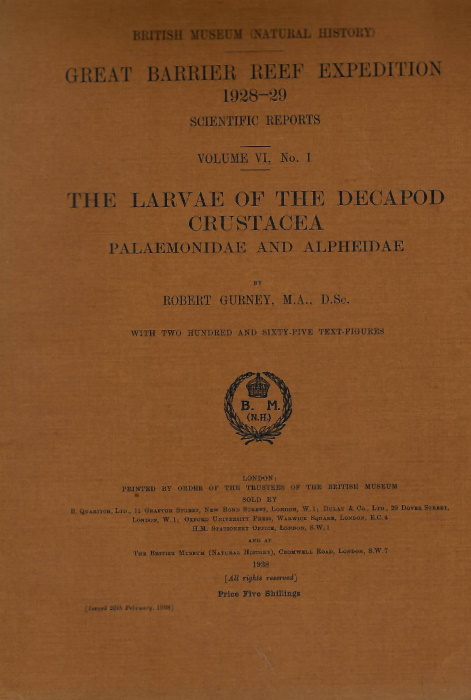 BRITISH MUSEUM (NATURAL HISTORY)
GREAT BARRIER REEF EXPEDITION
1928–29
SCIENTIFIC REPORTS
VOLUME VI, No. 1
THE LARVAE OF THE DECAPOD
CRUSTACEA
PALAEMONIDAE AND ALPHEIDAE
BY
ROBERT GURNEY, M.A., D.Sc.
WITH TWO HUNDRED AND SIXTY-FIVE TEXT-FIGURES
B. M.
(N.H.)
LONDON:
PRINTED BY ORDER OF THE TRUSTEES OF THE BRITISH MUSEUM
SOLD BY
B. Quaritch, Ltd., 11 Grafton Street, New Bond Street, London, W.1; Dulau & Co., Ltd., 29 Dover Street,
London, W.1; Oxford University Press, Warwick Square, London, E.C.4
H.M. Stationery Office, London, S.W.1
AND AT
The British Museum (Natural History), Cromwell Road, London, S.W.7
1938
[All rights reserved]
Price Five Shillings
[Issued 26th February, 1938]